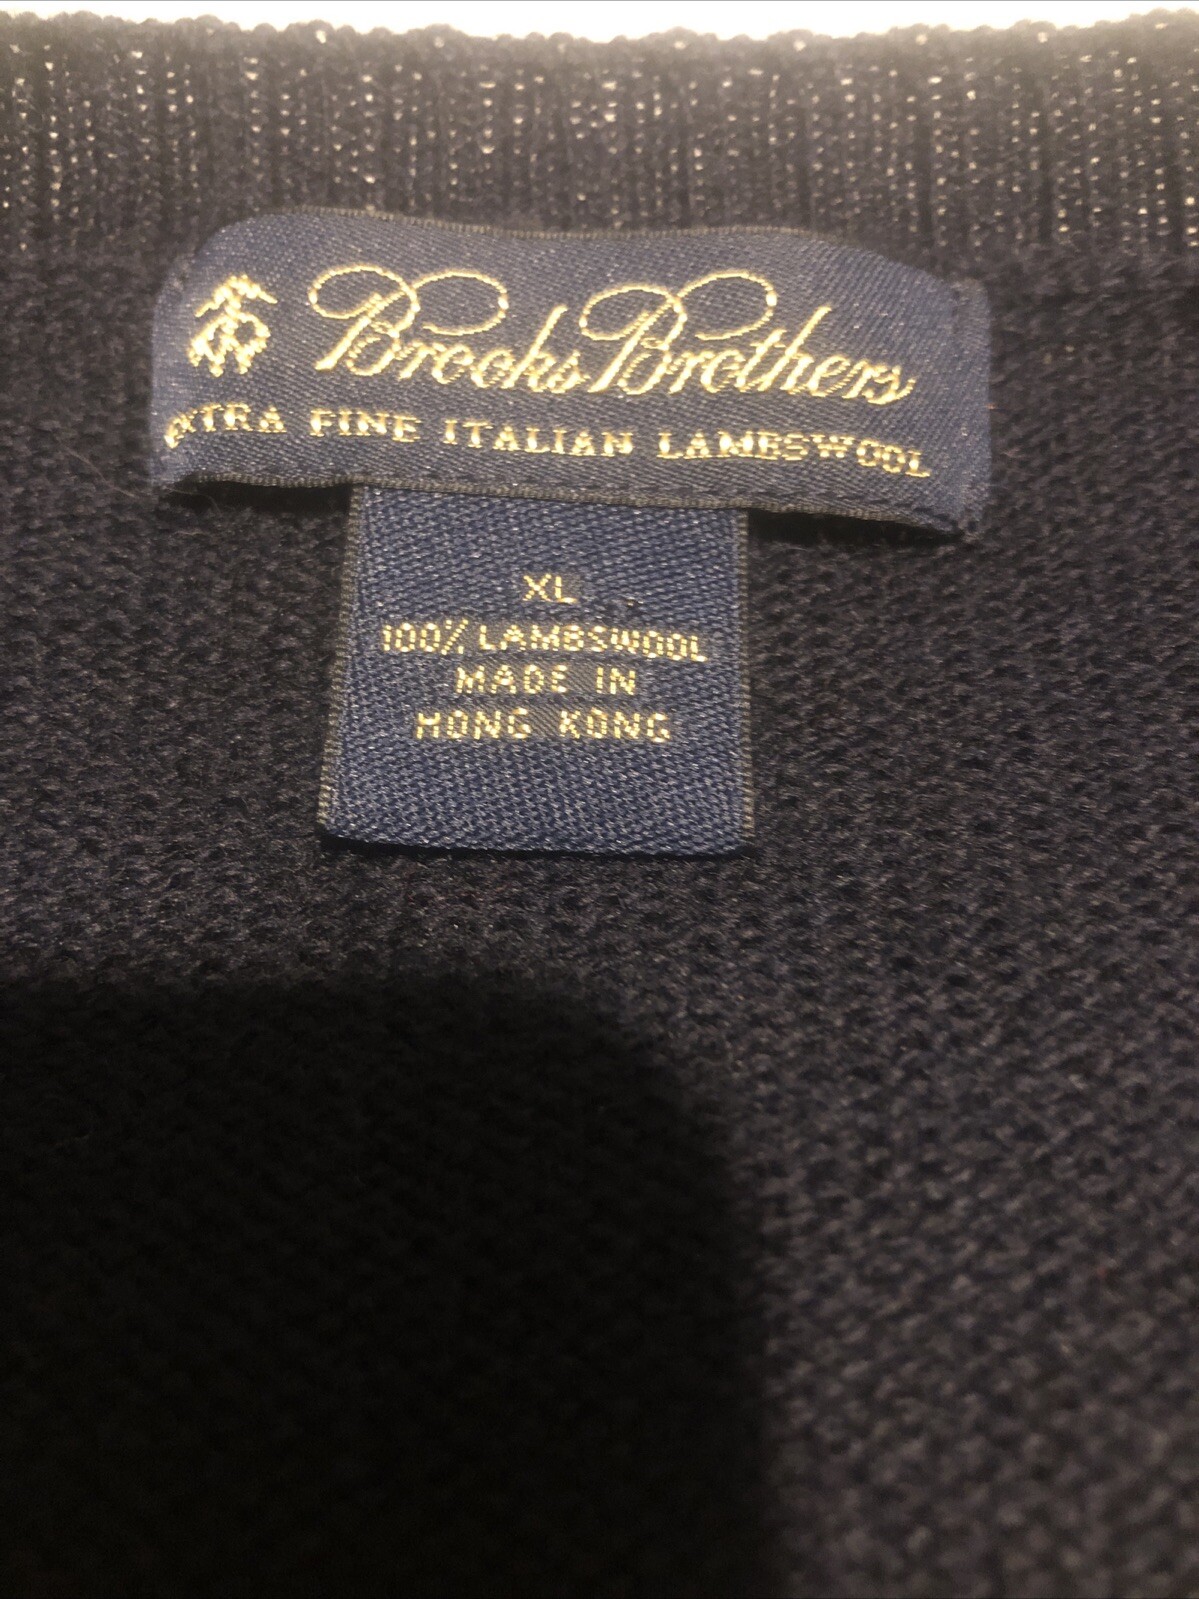 Brooks Brothers
EXTRA FINE ITALIAN LAMBSWOOL
XL
100% LAMBSWOOL
MADE IN
HONG KONG